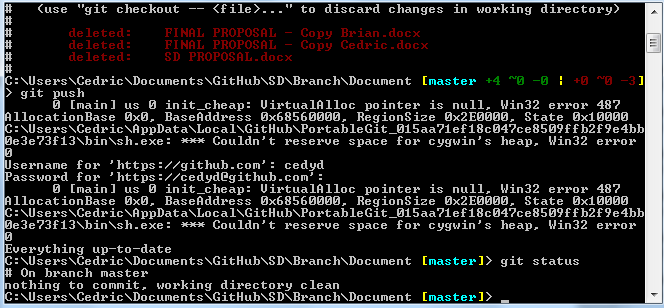 #   (use "git checkout -- <file>..." to discard changes in working directory)
#
#       deleted:    FINAL PROPOSAL - Copy Brian.docx
#       deleted:    FINAL PROPOSAL - Copy Cedric.docx
#       deleted:    SD PROPOSAL.docx
#
C:\Users\Cedric\Documents\GitHub\SD\Branch\Document [master +4 ~0 -0 | +0 ~0 -3]
> git push
      0 [main] us 0 init_cheap: VirtualAlloc pointer is null, Win32 error 487
AllocationBase 0x0, BaseAddress 0x68560000, RegionSize 0x2E0000, State 0x10000
C:\Users\Cedric\AppData\Local\GitHub\PortableGit_015aa71ef18c047ce8509ffb2f9e4bb
0e3e73f13\bin\sh.exe: *** Couldn't reserve space for cygwin's heap, Win32 error
0
Username for 'https://github.com': cedyd
Password for 'https://cedyd@github.com':
      0 [main] us 0 init_cheap: VirtualAlloc pointer is null, Win32 error 487
AllocationBase 0x0, BaseAddress 0x68560000, RegionSize 0x2E0000, State 0x10000
C:\Users\Cedric\AppData\Local\GitHub\PortableGit_015aa71ef18c047ce8509ffb2f9e4bb
0e3e73f13\bin\sh.exe: *** Couldn't reserve space for cygwin's heap, Win32 error
0
Everything up-to-date
C:\Users\Cedric\Documents\GitHub\SD\Branch\Document [master]> git status
# On branch master
nothing to commit, working directory clean
C:\Users\Cedric\Documents\GitHub\SD\Branch\Document [master]> _